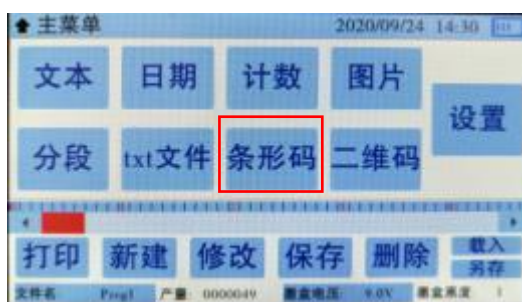 主菜单 2020/09/24 14:30
文本 日期 计数 图片
设置
分段 txt文件 条形码 二维码
打印 新建 修改 保存 删除 载入
另存
文件名 Prog1 产量: 0000049 墨盒电压: 9.0V 墨盒黑度